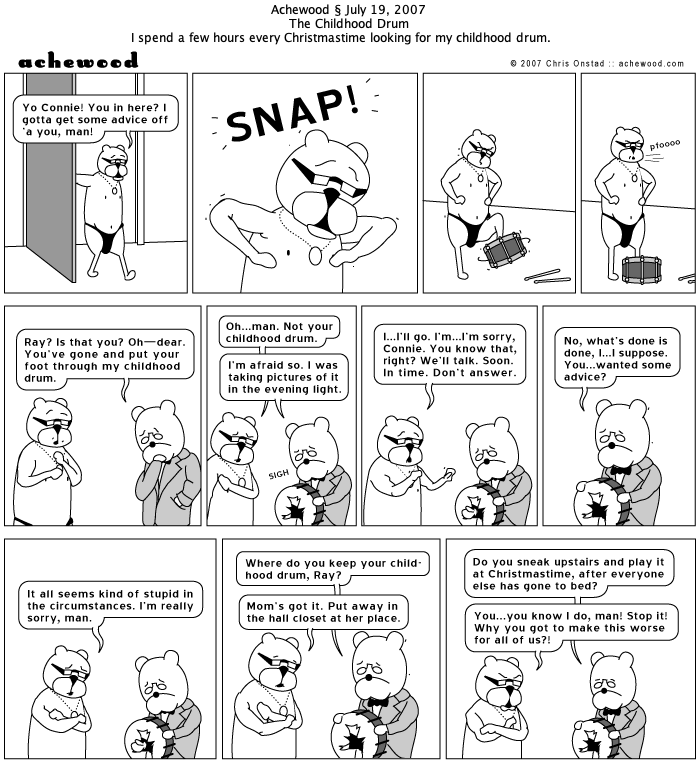 Achewood § July 19, 2007
The Childhood Drum
I spend a few hours every Christmastime looking for my childhood drum.
achewood
© 2007 Chris Onstad :: achewood.com
Yo Connie! You in here? I
gotta get some advice off
'a you, man!
SNAP!
pfoooo
Ray? Is that you? Oh—dear.
You've gone and put your
foot through my childhood
drum.
Oh...man. Not your
childhood drum.
I'm afraid so. I was
taking pictures of it
in the evening light.
SIGH
I...I'll go. I'm...I'm sorry,
Connie. You know that,
right? We'll talk. Soon.
In time. Don't answer.
No, what's done is
done, I...I suppose.
You...wanted some
advice?
It all seems kind of stupid in
the circumstances. I'm really
sorry, man.
Where do you keep your child-
hood drum, Ray?
Mom's got it. Put away in
the hall closet at her place.
Do you sneak upstairs and play it
at Christmastime, after everyone
else has gone to bed?
You...you know I do, man! Stop it!
Why you got to make this worse
for all of us?!